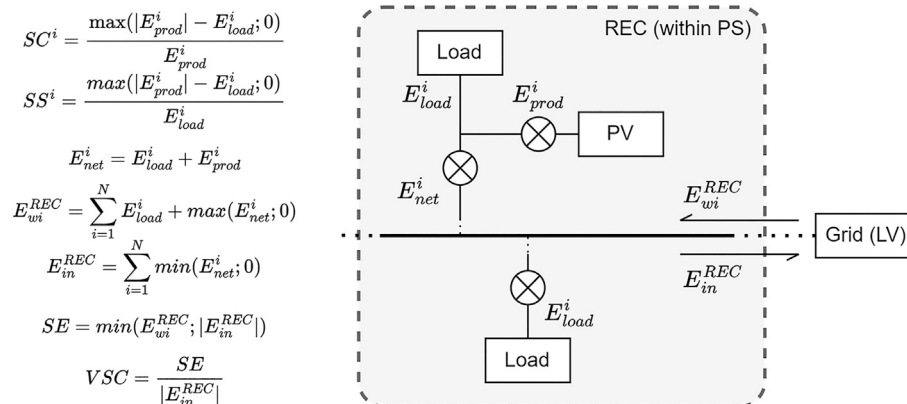 SC^i = max(|E^i_prod| − E^i_load; 0) / E^i_prod
SS^i = max(|E^i_prod| − E^i_load; 0) / E^i_load
E^i_net = E^i_load + E^i_prod
E^REC_wi = ∑_{i=1}^{N} E^i_load + max(E^i_net; 0)
E^REC_in = ∑_{i=1}^{N} min(E^i_net; 0)
SE = min(E^REC_wi; |E^REC_in|)
VSC = SE / |E^REC_in|
REC (within PS)
Load
E^i_load
E^i_prod
PV
E^i_net
E^REC_wi
Grid (LV)
E^REC_in
E^i_load
Load